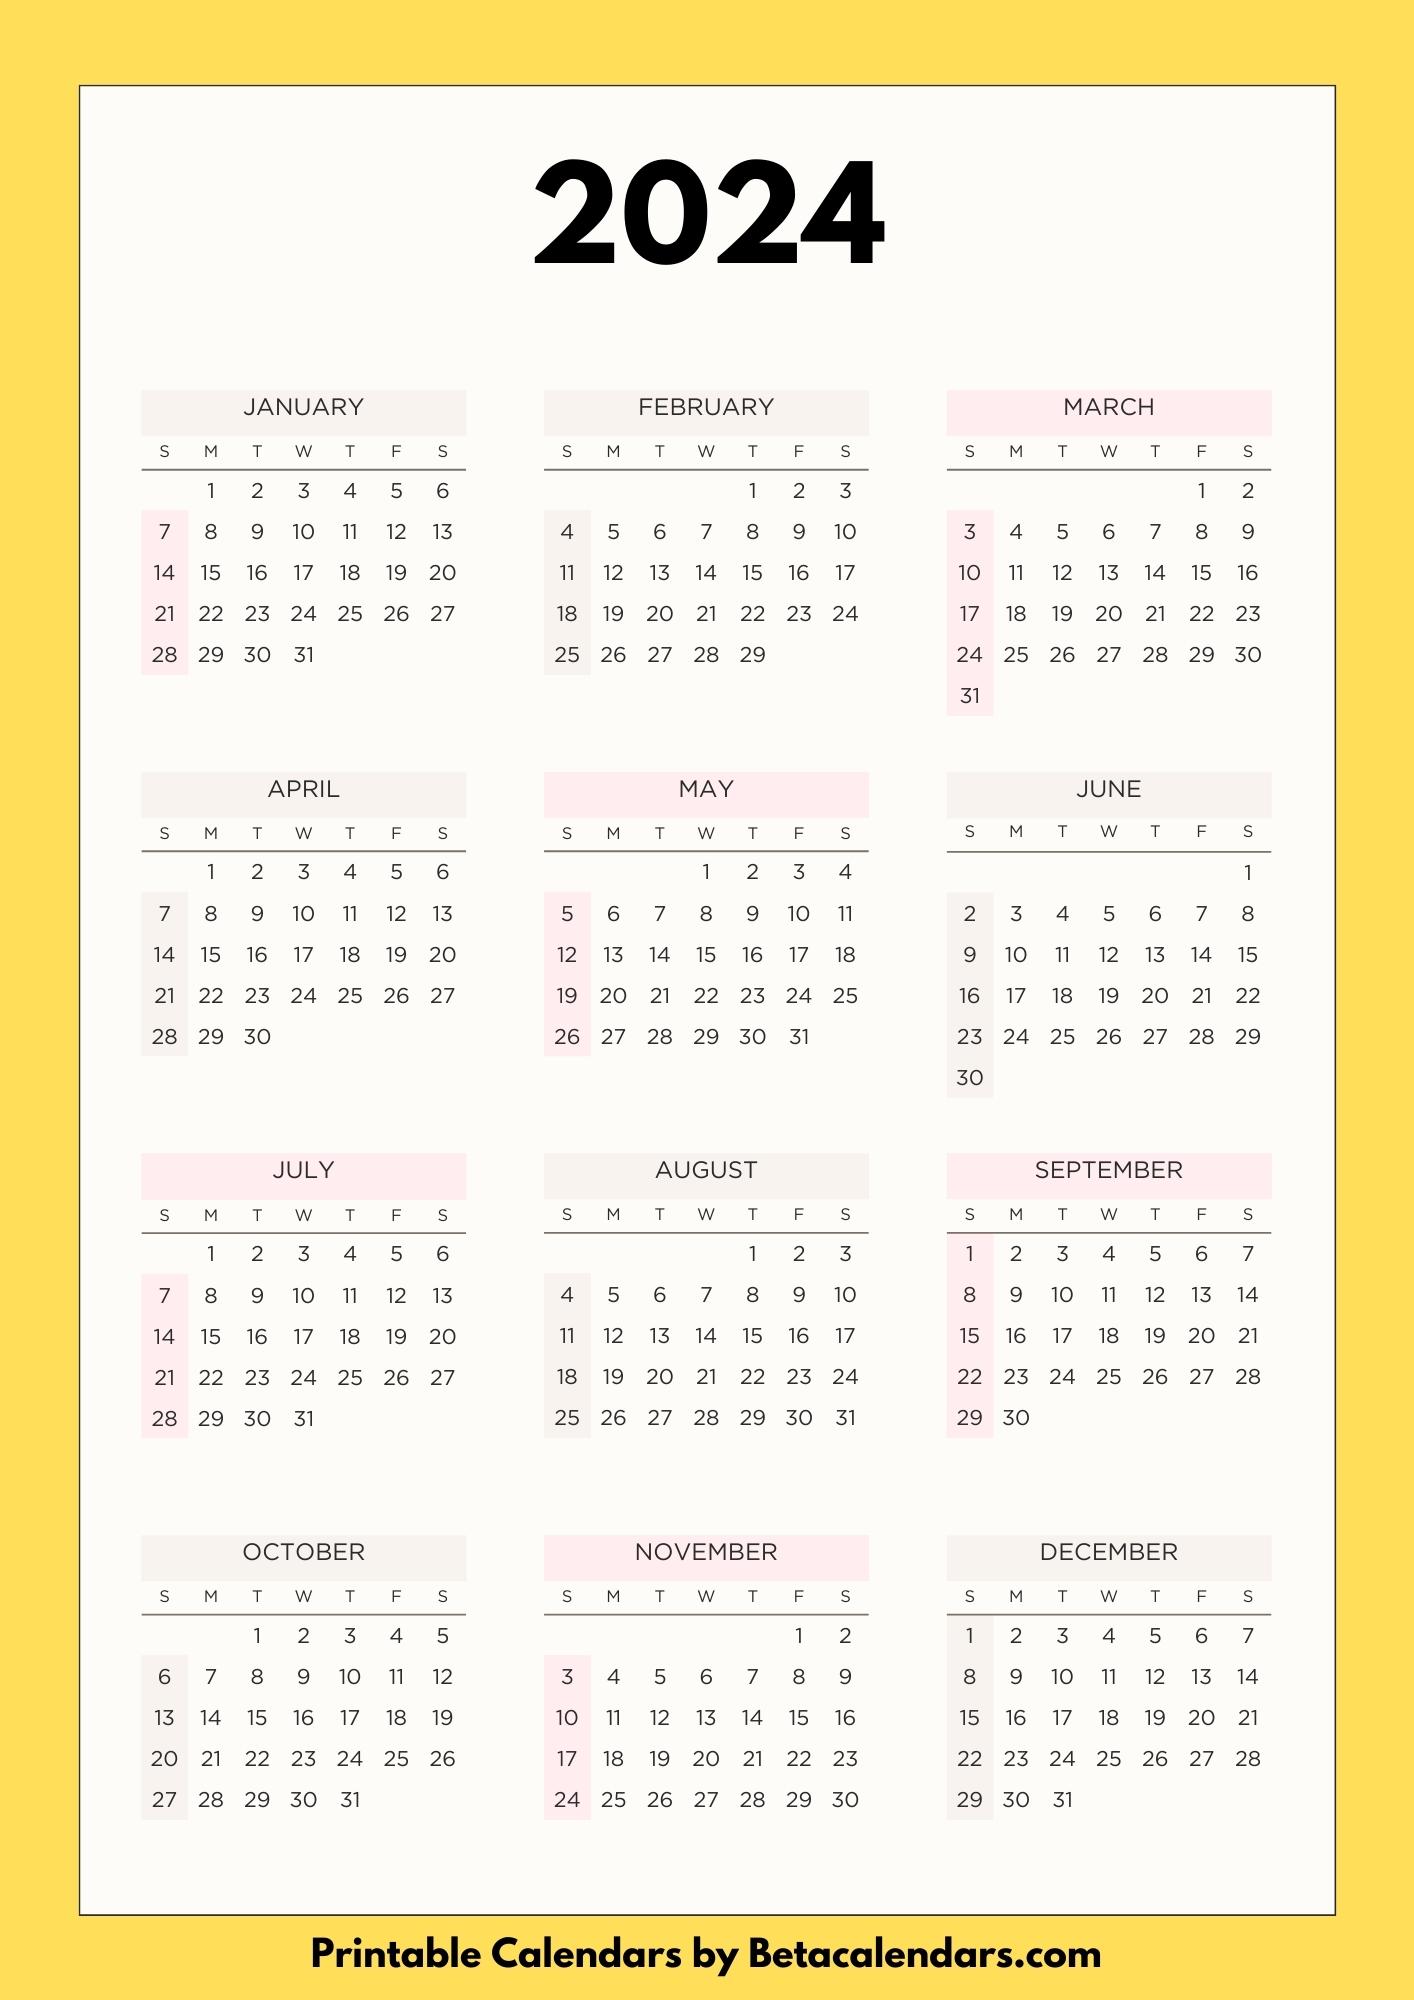 2024
JANUARY
S M T W T F S
1 2 3 4 5 6
7 8 9 10 11 12 13
14 15 16 17 18 19 20
21 22 23 24 25 26 27
28 29 30 31
FEBRUARY
S M T W T F S
1 2 3
4 5 6 7 8 9 10
11 12 13 14 15 16 17
18 19 20 21 22 23 24
25 26 27 28 29
MARCH
S M T W T F S
1 2
3 4 5 6 7 8 9
10 11 12 13 14 15 16
17 18 19 20 21 22 23
24 25 26 27 28 29 30
31
APRIL
S M T W T F S
1 2 3 4 5 6
7 8 9 10 11 12 13
14 15 16 17 18 19 20
21 22 23 24 25 26 27
28 29 30
MAY
S M T W T F S
1 2 3 4
5 6 7 8 9 10 11
12 13 14 15 16 17 18
19 20 21 22 23 24 25
26 27 28 29 30 31
JUNE
S M T W T F S
1
2 3 4 5 6 7 8
9 10 11 12 13 14 15
16 17 18 19 20 21 22
23 24 25 26 27 28 29
30
JULY
S M T W T F S
1 2 3 4 5 6
7 8 9 10 11 12 13
14 15 16 17 18 19 20
21 22 23 24 25 26 27
28 29 30 31
AUGUST
S M T W T F S
1 2 3
4 5 6 7 8 9 10
11 12 13 14 15 16 17
18 19 20 21 22 23 24
25 26 27 28 29 30 31
SEPTEMBER
S M T W T F S
1 2 3 4 5 6 7
8 9 10 11 12 13 14
15 16 17 18 19 20 21
22 23 24 25 26 27 28
29 30
OCTOBER
S M T W T F S
1 2 3 4 5
6 7 8 9 10 11 12
13 14 15 16 17 18 19
20 21 22 23 24 25 26
27 28 29 30 31
NOVEMBER
S M T W T F S
1 2
3 4 5 6 7 8 9
10 11 12 13 14 15 16
17 18 19 20 21 22 23
24 25 26 27 28 29 30
DECEMBER
S M T W T F S
1 2 3 4 5 6 7
8 9 10 11 12 13 14
15 16 17 18 19 20 21
22 23 24 25 26 27 28
29 30 31
Printable Calendars by Betacalendars.com